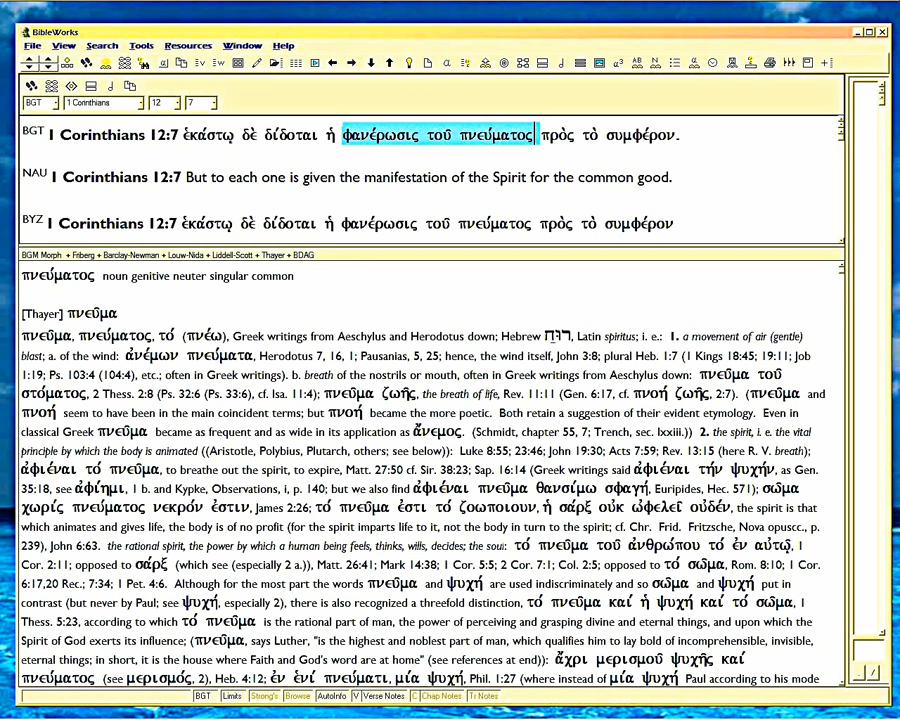 BibleWorks
File View Search Tools Resources Window Help
BGT 1 Corinthians 12 7
BGT 1 Corinthians 12:7 ἑκάστῳ δὲ δίδοται ἡ φανέρωσις τοῦ πνεύματος πρὸς τὸ συμφέρον.
NAU 1 Corinthians 12:7 But to each one is given the manifestation of the Spirit for the common good.
BYZ 1 Corinthians 12:7 ἑκάστῳ δὲ δίδοται ἡ φανέρωσις τοῦ πνεύματος πρὸς τὸ συμφέρον
BGM Morph + Friberg + Barclay-Newman + Louw-Nida + Liddell-Scott + Thayer + BDAG
πνεύματος noun genitive neuter singular common
[Thayer] πνεῦμα
πνεῦμα, πνεύματος, τό (πνέω), Greek writings from Aeschylus and Herodotus down; Hebrew רוּחַ, Latin spiritus; i. e.: 1. a movement of air (gentle)
blast; a. of the wind: ἀνέμων πνεύματα, Herodotus 7, 16, 1; Pausanias, 5, 25; hence, the wind itself, John 3:8; plural Heb. 1:7 (1 Kings 18:45; 19:11; Job
1:19; Ps. 103:4 (104:4), etc.; often in Greek writings). b. breath of the nostrils or mouth, often in Greek writings from Aeschylus down: πνεῦμα τοῦ
στόματος, 2 Thess. 2:8 (Ps. 32:6 (Ps. 33:6), cf. Isa. 11:4); πνεῦμα ζωῆς, the breath of life, Rev. 11:11 (Gen. 6:17, cf. πνοή ζωῆς, 2:7). (πνεῦμα and
πνοή seem to have been in the main coincident terms; but πνοή became the more poetic. Both retain a suggestion of their evident etymology. Even in
classical Greek πνεῦμα became as frequent and as wide in its application as ἄνεμος. (Schmidt, chapter 55, 7; Trench, sec. lxxiii.)) 2. the spirit, i. e. the vital
principle by which the body is animated ((Aristotle, Polybius, Plutarch, others; see below)): Luke 8:55; 23:46; John 19:30; Acts 7:59; Rev. 13:15 (here R. V. breath);
ἀφιέναι τό πνεῦμα, to breathe out the spirit, to expire, Matt. 27:50 cf. Sir. 38:23; Sap. 16:14 (Greek writings said ἀφιέναι τήν ψυχήν, as Gen.
35:18, see ἀφίημι, 1 b. and Kypke, Observations, i, p. 140; but we also find ἀφιέναι πνεῦμα θανσίμω σφαγή, Euripides, Hec. 571); σῶμα
χωρίς πνεύματος νεκρόν ἐστιν, James 2:26; τό πνεῦμα ἐστι τό ζοωποιουν, ἡ σάρξ οὐκ ὠφελεῖ οὐδέν, the spirit is that
which animates and gives life, the body is of no profit (for the spirit imparts life to it, not the body in turn to the spirit; cf. Chr. Frid. Fritzsche, Nova opuscc., p.
239), John 6:63. the rational spirit, the power by which a human being feels, thinks, wills, decides; the soul: τό πνεῦμα τοῦ ἀνθρώπου τό ἐν αὐτῷ, 1
Cor. 2:11; opposed to σάρξ (which see (especially 2 a.)), Matt. 26:41; Mark 14:38; 1 Cor. 5:5; 2 Cor. 7:1; Col. 2:5; opposed to τό σῶμα, Rom. 8:10; 1 Cor.
6:17,20 Rec.; 7:34; 1 Pet. 4:6. Although for the most part the words πνεῦμα and ψυχή are used indiscriminately and so σῶμα and ψυχή put in
contrast (but never by Paul; see ψυχή, especially 2), there is also recognized a threefold distinction, τό πνεῦμα καί ἡ ψυχή καί τό σῶμα, 1
Thess. 5:23, according to which τό πνεῦμα is the rational part of man, the power of perceiving and grasping divine and eternal things, and upon which the
Spirit of God exerts its influence; (πνεῦμα, says Luther, "is the highest and noblest part of man, which qualifies him to lay bold of incomprehensible, invisible,
eternal things; in short, it is the house where Faith and God's word are at home" (see references at end)): ἄχρι μερισμοῦ ψυχῆς καί
πνεύματος (see μερισμός, 2), Heb. 4:12; ἐν ἑνί πνεύματι, μία ψυχή, Phil. 1:27 (where instead of μία ψυχή Paul according to his mode
BGT Limits Strong's Browse AutoInfo V Verse Notes C Chap Notes T Tr Notes